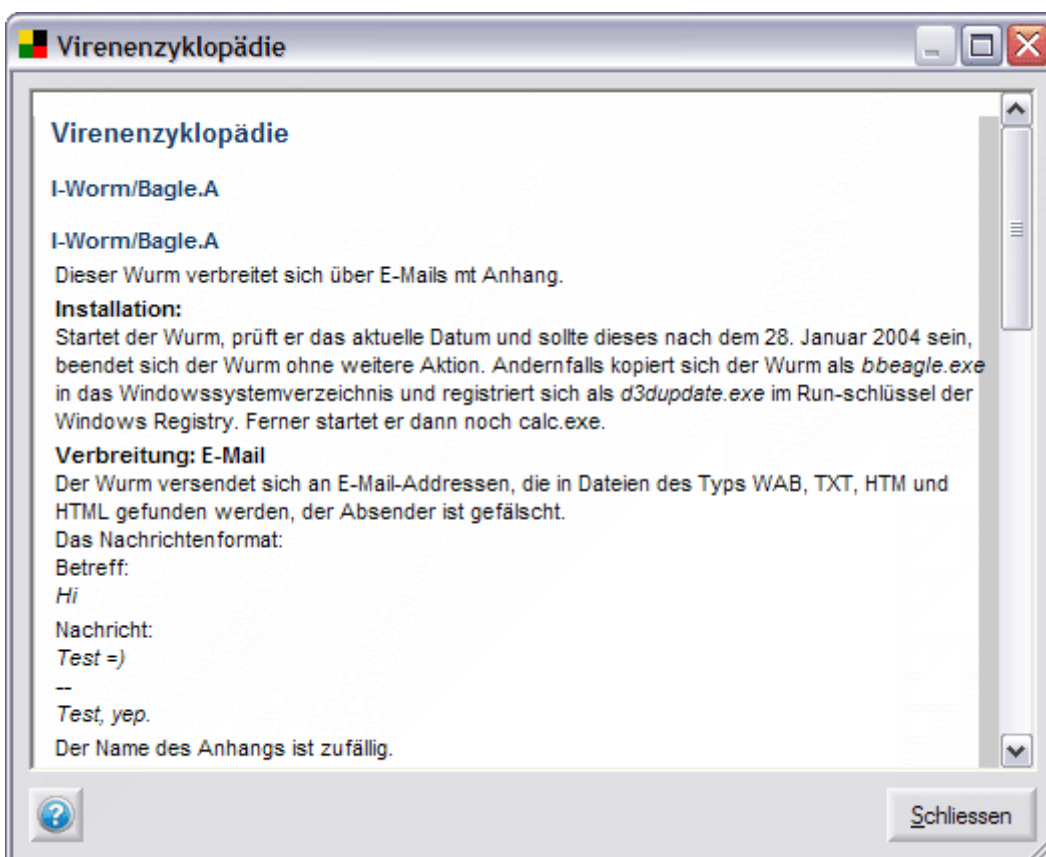 Virenenzyklopädie
Virenenzyklopädie
I-Worm/Bagle.A
I-Worm/Bagle.A
Dieser Wurm verbreitet sich über E-Mails mt Anhang.
Installation:
Startet der Wurm, prüft er das aktuelle Datum und sollte dieses nach dem 28. Januar 2004 sein,
beendet sich der Wurm ohne weitere Aktion. Andernfalls kopiert sich der Wurm als bbeagle.exe
in das Windowssystemverzeichnis und registriert sich als d3dupdate.exe im Run-schlüssel der
Windows Registry. Ferner startet er dann noch calc.exe.
Verbreitung: E-Mail
Der Wurm versendet sich an E-Mail-Addressen, die in Dateien des Typs WAB, TXT, HTM und
HTML gefunden werden, der Absender ist gefälscht.
Das Nachrichtenformat:
Betreff:
Hi
Nachricht:
Test =)
--
Test, yep.
Der Name des Anhangs ist zufällig.
?
Schliessen